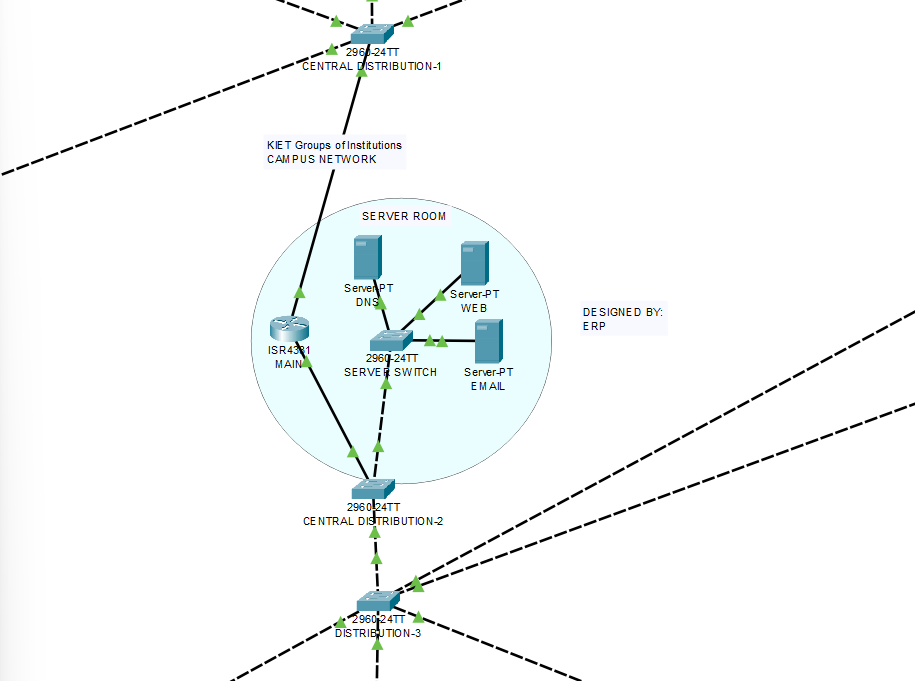 2960-24TT
CENTRAL DISTRIBUTION-1
KIET Groups of Institutions
CAMPUS NETWORK
SERVER ROOM
Server-PT
DNS
Server-PT
WEB
DESIGNED BY:
ERP
ISR4331
MAIN
2960-24TT
SERVER SWITCH
Server-PT
EMAIL
2960-24TT
CENTRAL DISTRIBUTION-2
2960-24TT
DISTRIBUTION-3